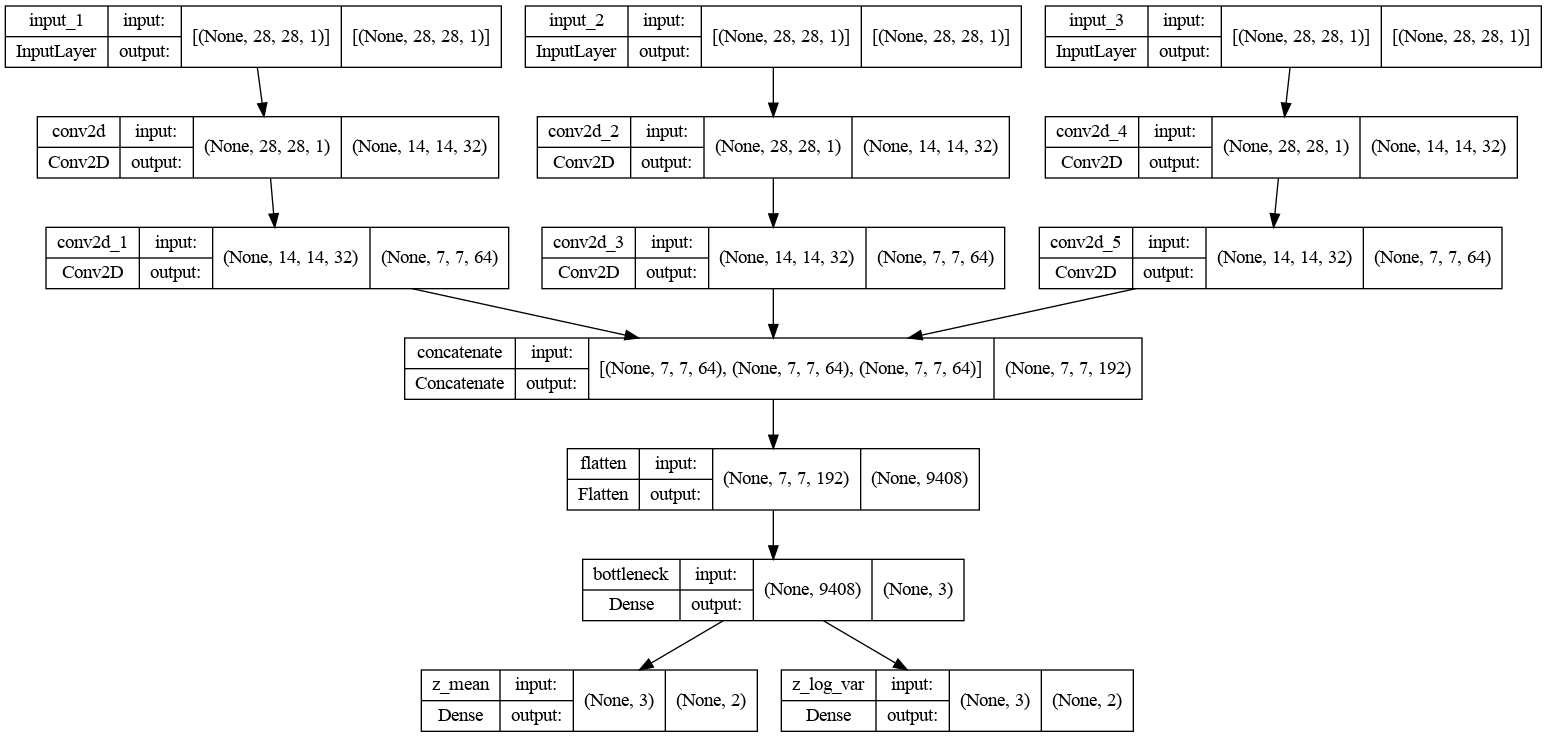 input_1 input: [(None, 28, 28, 1)] [(None, 28, 28, 1)]
InputLayer output:
input_2 input: [(None, 28, 28, 1)] [(None, 28, 28, 1)]
InputLayer output:
input_3 input: [(None, 28, 28, 1)] [(None, 28, 28, 1)]
InputLayer output:
conv2d input: (None, 28, 28, 1) (None, 14, 14, 32)
Conv2D output:
conv2d_2 input: (None, 28, 28, 1) (None, 14, 14, 32)
Conv2D output:
conv2d_4 input: (None, 28, 28, 1) (None, 14, 14, 32)
Conv2D output:
conv2d_1 input: (None, 14, 14, 32) (None, 7, 7, 64)
Conv2D output:
conv2d_3 input: (None, 14, 14, 32) (None, 7, 7, 64)
Conv2D output:
conv2d_5 input: (None, 14, 14, 32) (None, 7, 7, 64)
Conv2D output:
concatenate input: [(None, 7, 7, 64), (None, 7, 7, 64), (None, 7, 7, 64)] (None, 7, 7, 192)
Concatenate output:
flatten input: (None, 7, 7, 192) (None, 9408)
Flatten output:
bottleneck input: (None, 9408) (None, 3)
Dense output:
z_mean input: (None, 3) (None, 2)
Dense output:
z_log_var input: (None, 3) (None, 2)
Dense output: